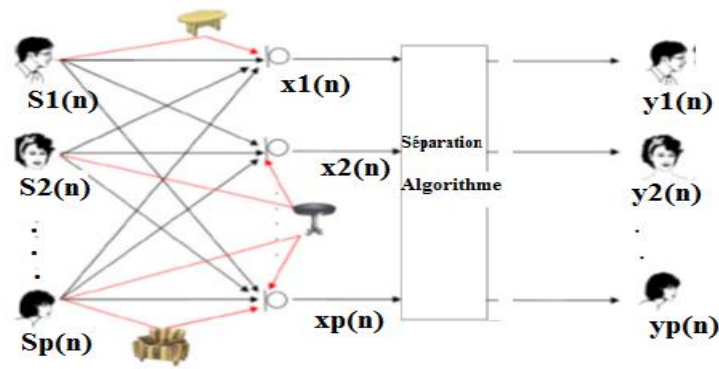 S1(n)
x1(n)
y1(n)
S2(n)
x2(n)
Séparation
Algorithme
y2(n)
Sp(n)
xp(n)
yp(n)